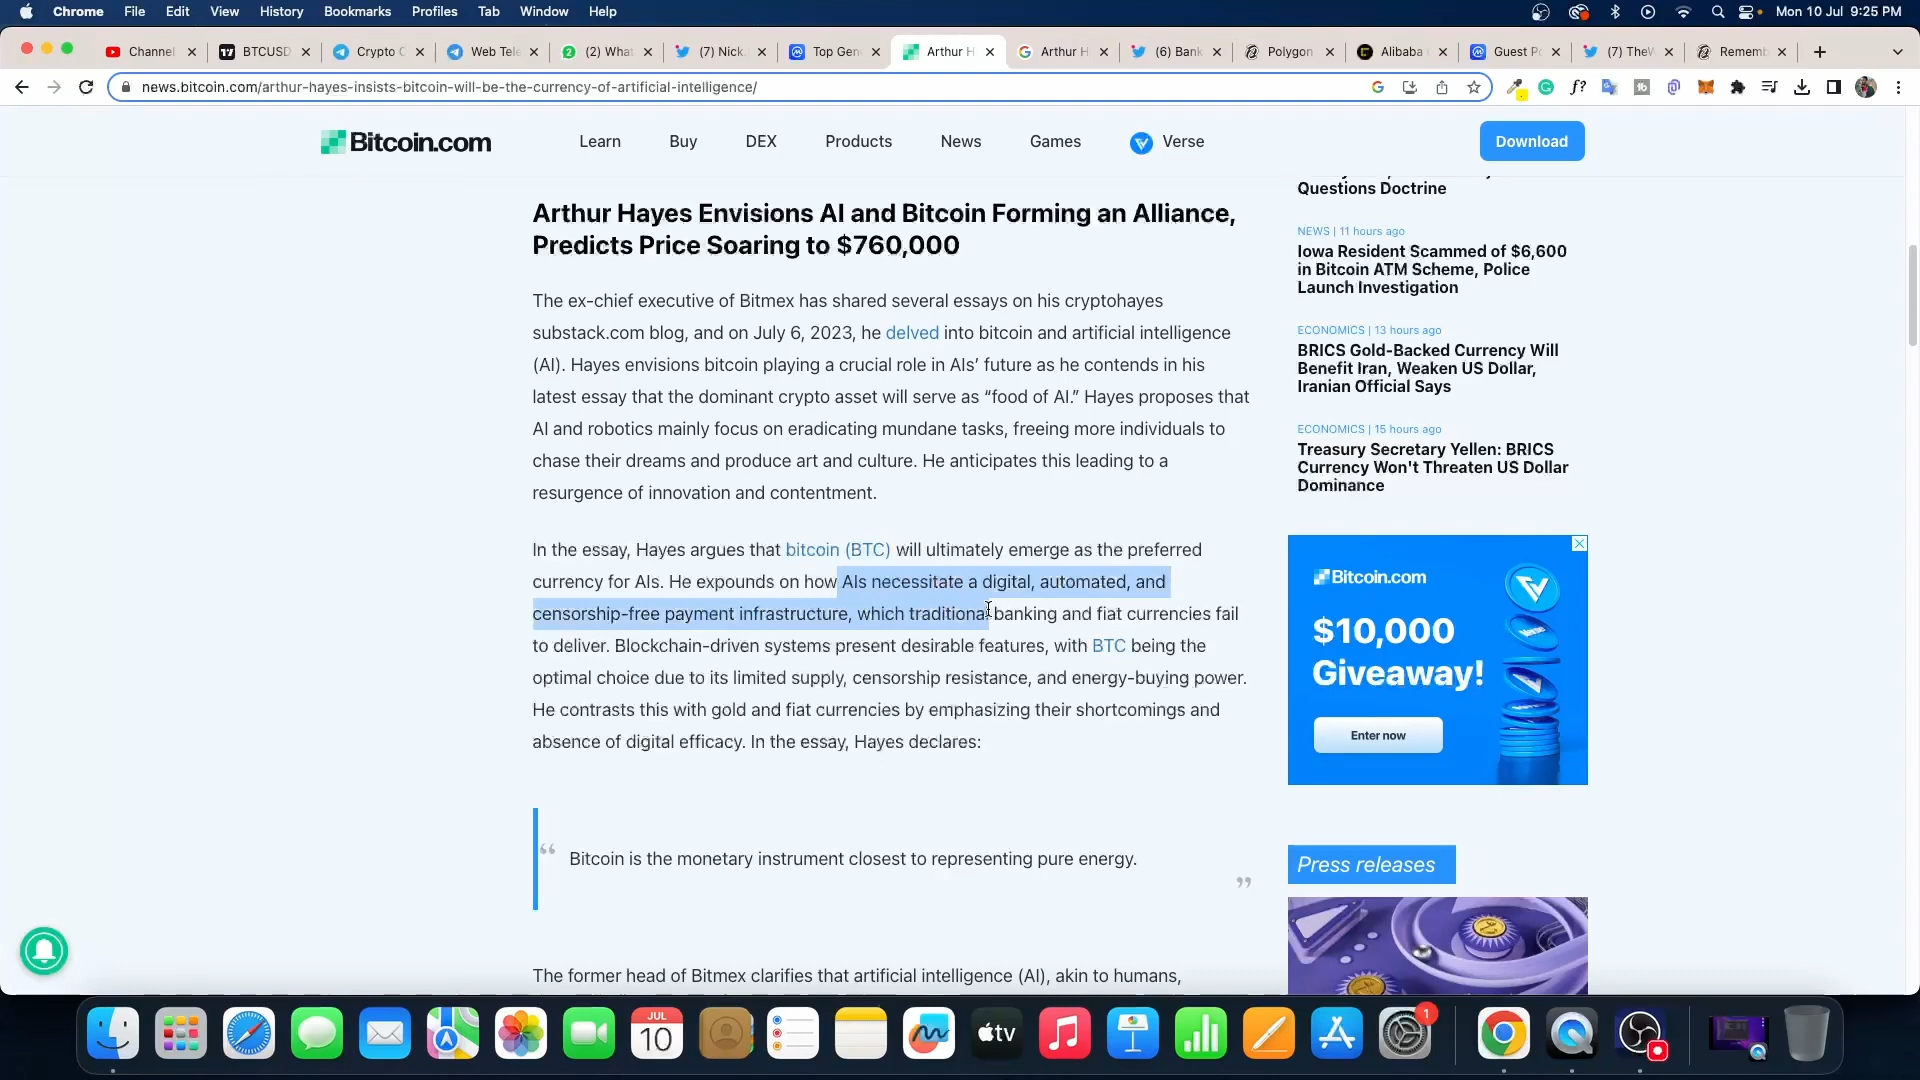 Chrome File Edit View History Bookmarks Profiles Tab Window Help Mon 10 Jul 9:25 PM
Channel BTCUSD Crypto Web Tele (2) What (7) Nick. Top Gen Arthur H Arthur H (6) Bank Polygon Alibaba Guest P (7) TheW Rememb
news.bitcoin.com/arthur-hayes-insists-bitcoin-will-be-the-currency-of-artificial-intelligence/
Bitcoin.com Learn Buy DEX Products News Games Verse Download
Arthur Hayes Envisions AI and Bitcoin Forming an Alliance,
Predicts Price Soaring to $760,000
The ex-chief executive of Bitmex has shared several essays on his cryptohayes
substack.com blog, and on July 6, 2023, he delved into bitcoin and artificial intelligence
(AI). Hayes envisions bitcoin playing a crucial role in AIs’ future as he contends in his
latest essay that the dominant crypto asset will serve as “food of AI.” Hayes proposes that
AI and robotics mainly focus on eradicating mundane tasks, freeing more individuals to
chase their dreams and produce art and culture. He anticipates this leading to a
resurgence of innovation and contentment.
In the essay, Hayes argues that bitcoin (BTC) will ultimately emerge as the preferred
currency for AIs. He expounds on how AIs necessitate a digital, automated, and
censorship-free payment infrastructure, which traditional banking and fiat currencies fail
to deliver. Blockchain-driven systems present desirable features, with BTC being the
optimal choice due to its limited supply, censorship resistance, and energy-buying power.
He contrasts this with gold and fiat currencies by emphasizing their shortcomings and
absence of digital efficacy. In the essay, Hayes declares:
“ Bitcoin is the monetary instrument closest to representing pure energy.
”
The former head of Bitmex clarifies that artificial intelligence (AI), akin to humans,
Questions Doctrine
NEWS | 11 hours ago
Iowa Resident Scammed of $6,600
in Bitcoin ATM Scheme, Police
Launch Investigation
ECONOMICS | 13 hours ago
BRICS Gold-Backed Currency Will
Benefit Iran, Weaken US Dollar,
Iranian Official Says
ECONOMICS | 15 hours ago
Treasury Secretary Yellen: BRICS
Currency Won't Threaten US Dollar
Dominance
Bitcoin.com
$10,000
Giveaway!
Enter now
Press releases
JUL
10
tv
1